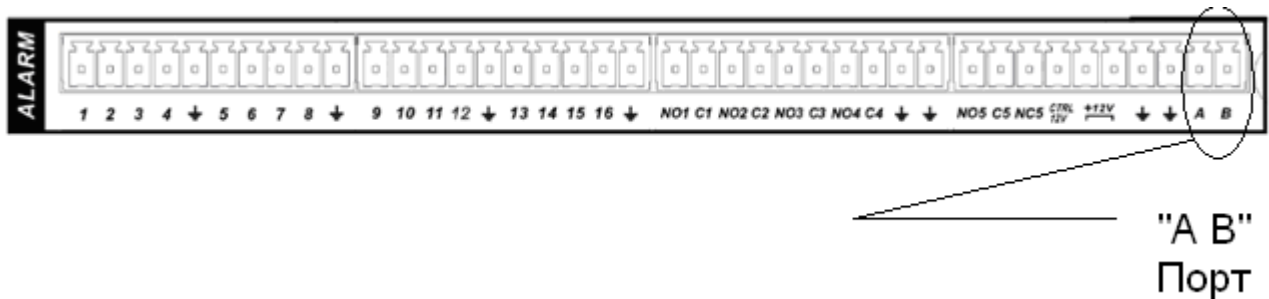 ALARM
1 2 3 4 5 6 7 8 9 10 11 12 13 14 15 16 NO1 C1 NO2 C2 NO3 C3 NO4 C4 NO5 C5 NC5 CTRL 12V +12V A B
"A B"
Порт